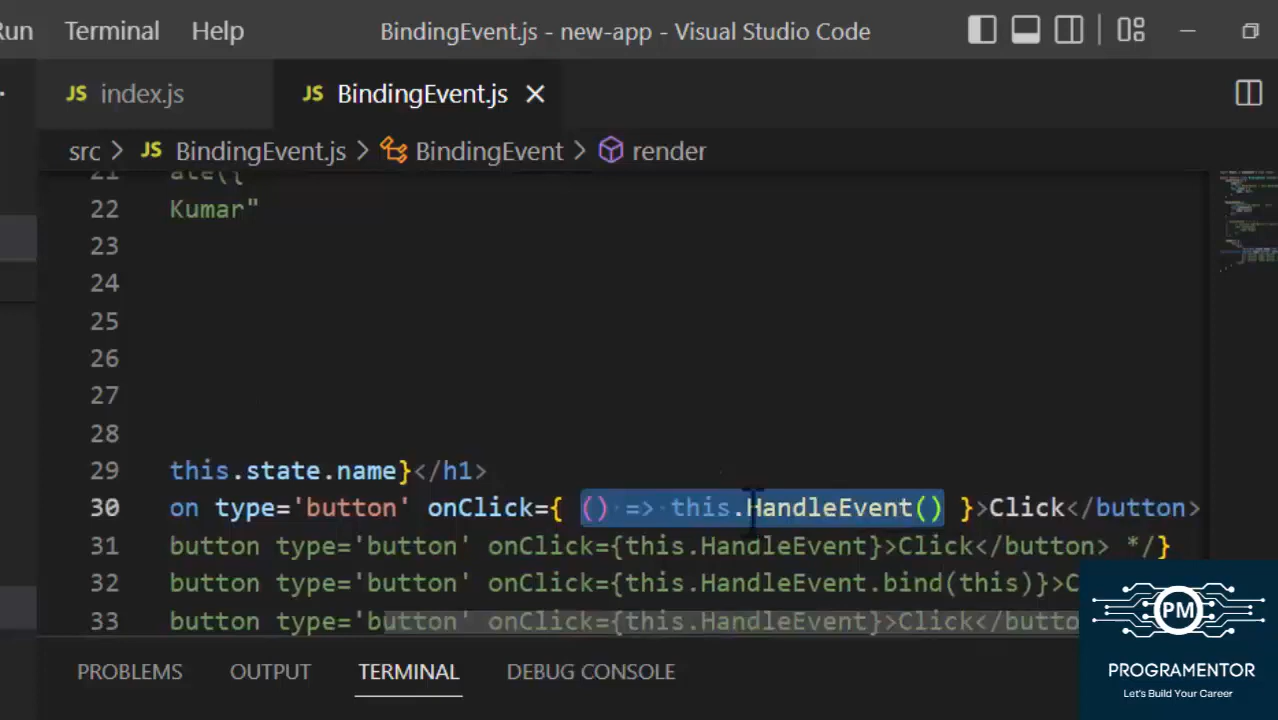 Run Terminal Help BindingEvent.js - new-app - Visual Studio Code
JS index.js JS BindingEvent.js
src > JS BindingEvent.js > BindingEvent > render
21 ate({
22 Kumar"
23
24
25
26
27
28
29 this.state.name}</h1>
30 on type='button' onClick={ () => this.HandleEvent() }>Click</button>
31 button type='button' onClick={this.HandleEvent}>Click</button> */}
32 button type='button' onClick={this.HandleEvent.bind(this)}>C
33 button type='button' onClick={this.HandleEvent}>Click</butto
PROBLEMS OUTPUT TERMINAL DEBUG CONSOLE
PM
PROGRAMENTOR
Let's Build Your Career